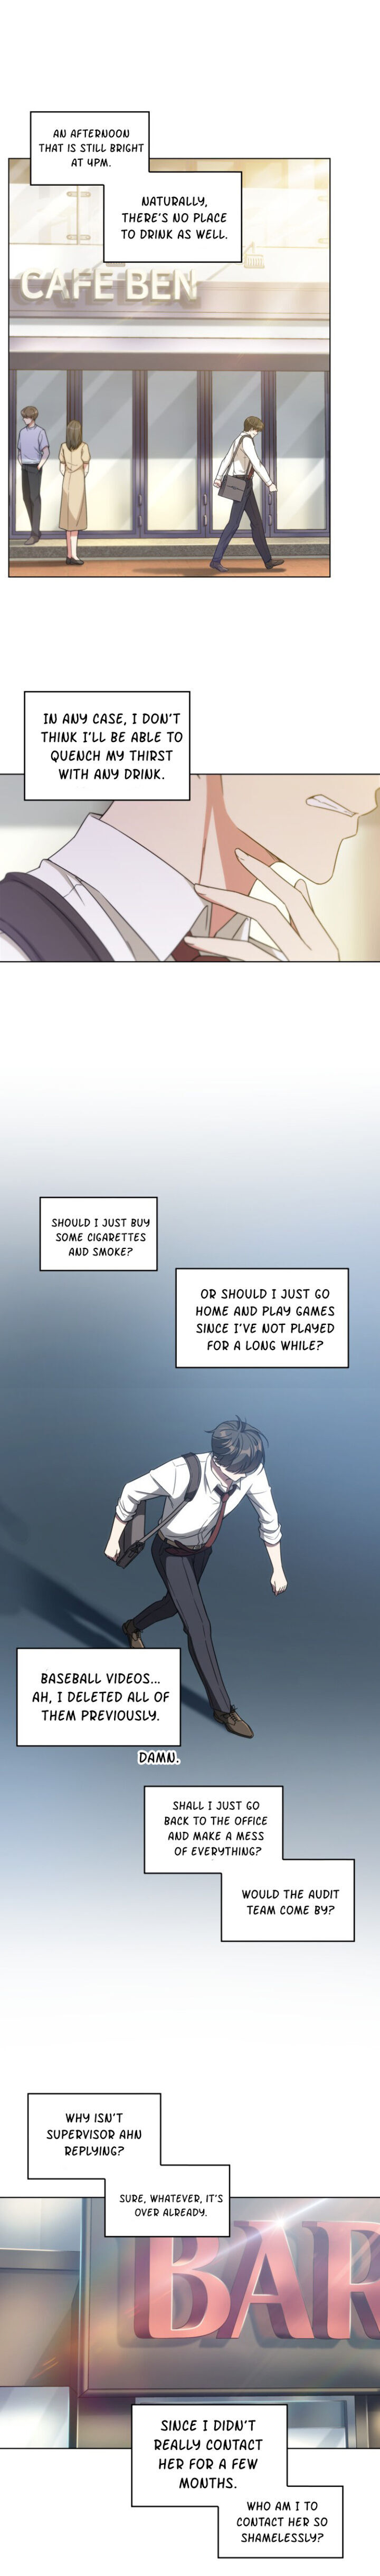 AN AFTERNOON
THAT IS STILL BRIGHT
AT 4PM.
NATURALLY,
THERE'S NO PLACE
TO DRINK AS WELL.
CAFE BEN
IN ANY CASE, I DON'T
THINK I'LL BE ABLE TO
QUENCH MY THIRST
WITH ANY DRINK.
SHOULD I JUST BUY
SOME CIGARETTES
AND SMOKE?
OR SHOULD I JUST GO
HOME AND PLAY GAMES
SINCE I'VE NOT PLAYED
FOR A LONG WHILE?
BASEBALL VIDEOS...
AH, I DELETED ALL OF
THEM PREVIOUSLY.
DAMN.
SHALL I JUST GO
BACK TO THE OFFICE
AND MAKE A MESS
OF EVERYTHING?
WOULD THE AUDIT
TEAM COME BY?
WHY ISN'T
SUPERVISOR AHN
REPLYING?
SURE, WHATEVER, IT'S
OVER ALREADY.
BAR
SINCE I DIDN'T
REALLY CONTACT
HER FOR A FEW
MONTHS.
WHO AM I TO
CONTACT HER SO
SHAMELESSLY?